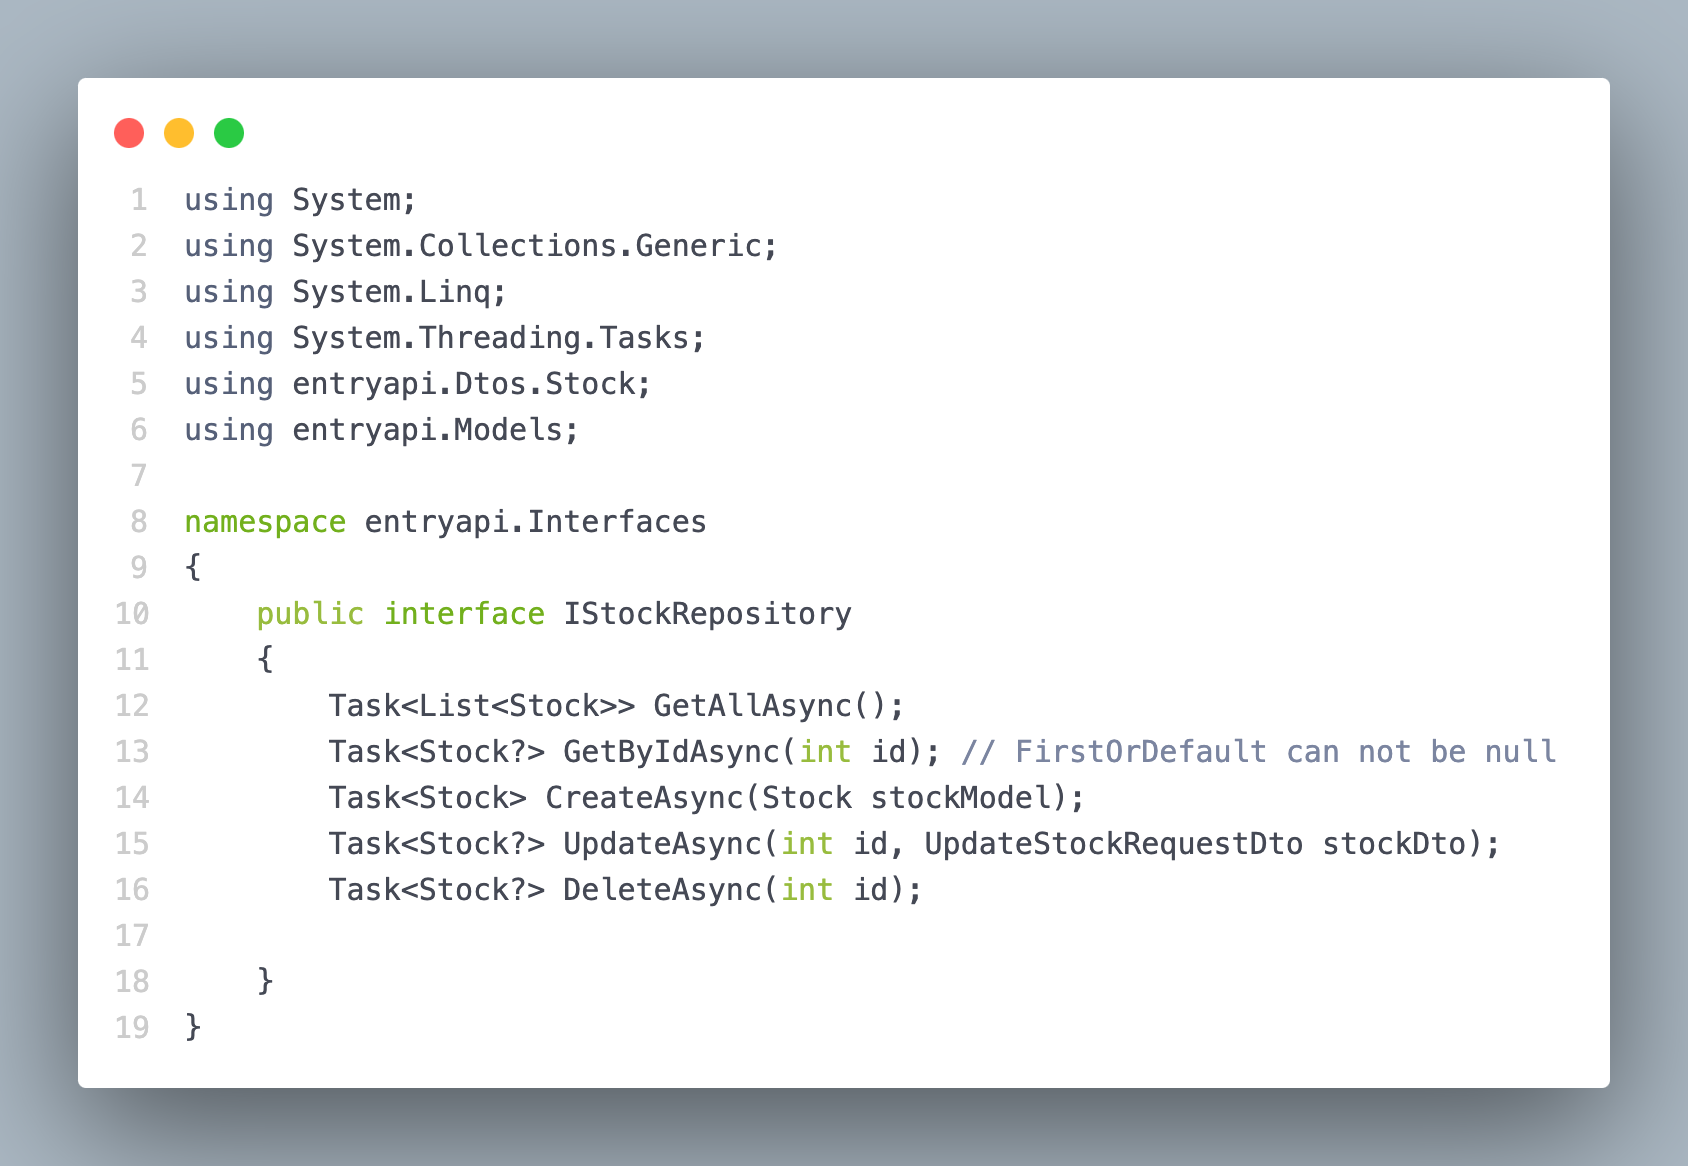 1 using System;
2 using System.Collections.Generic;
3 using System.Linq;
4 using System.Threading.Tasks;
5 using entryapi.Dtos.Stock;
6 using entryapi.Models;
7
8 namespace entryapi.Interfaces
9 {
10     public interface IStockRepository
11     {
12         Task<List<Stock>> GetAllAsync();
13         Task<Stock?> GetByIdAsync(int id); // FirstOrDefault can not be null
14         Task<Stock> CreateAsync(Stock stockModel);
15         Task<Stock?> UpdateAsync(int id, UpdateStockRequestDto stockDto);
16         Task<Stock?> DeleteAsync(int id);
17
18     }
19 }